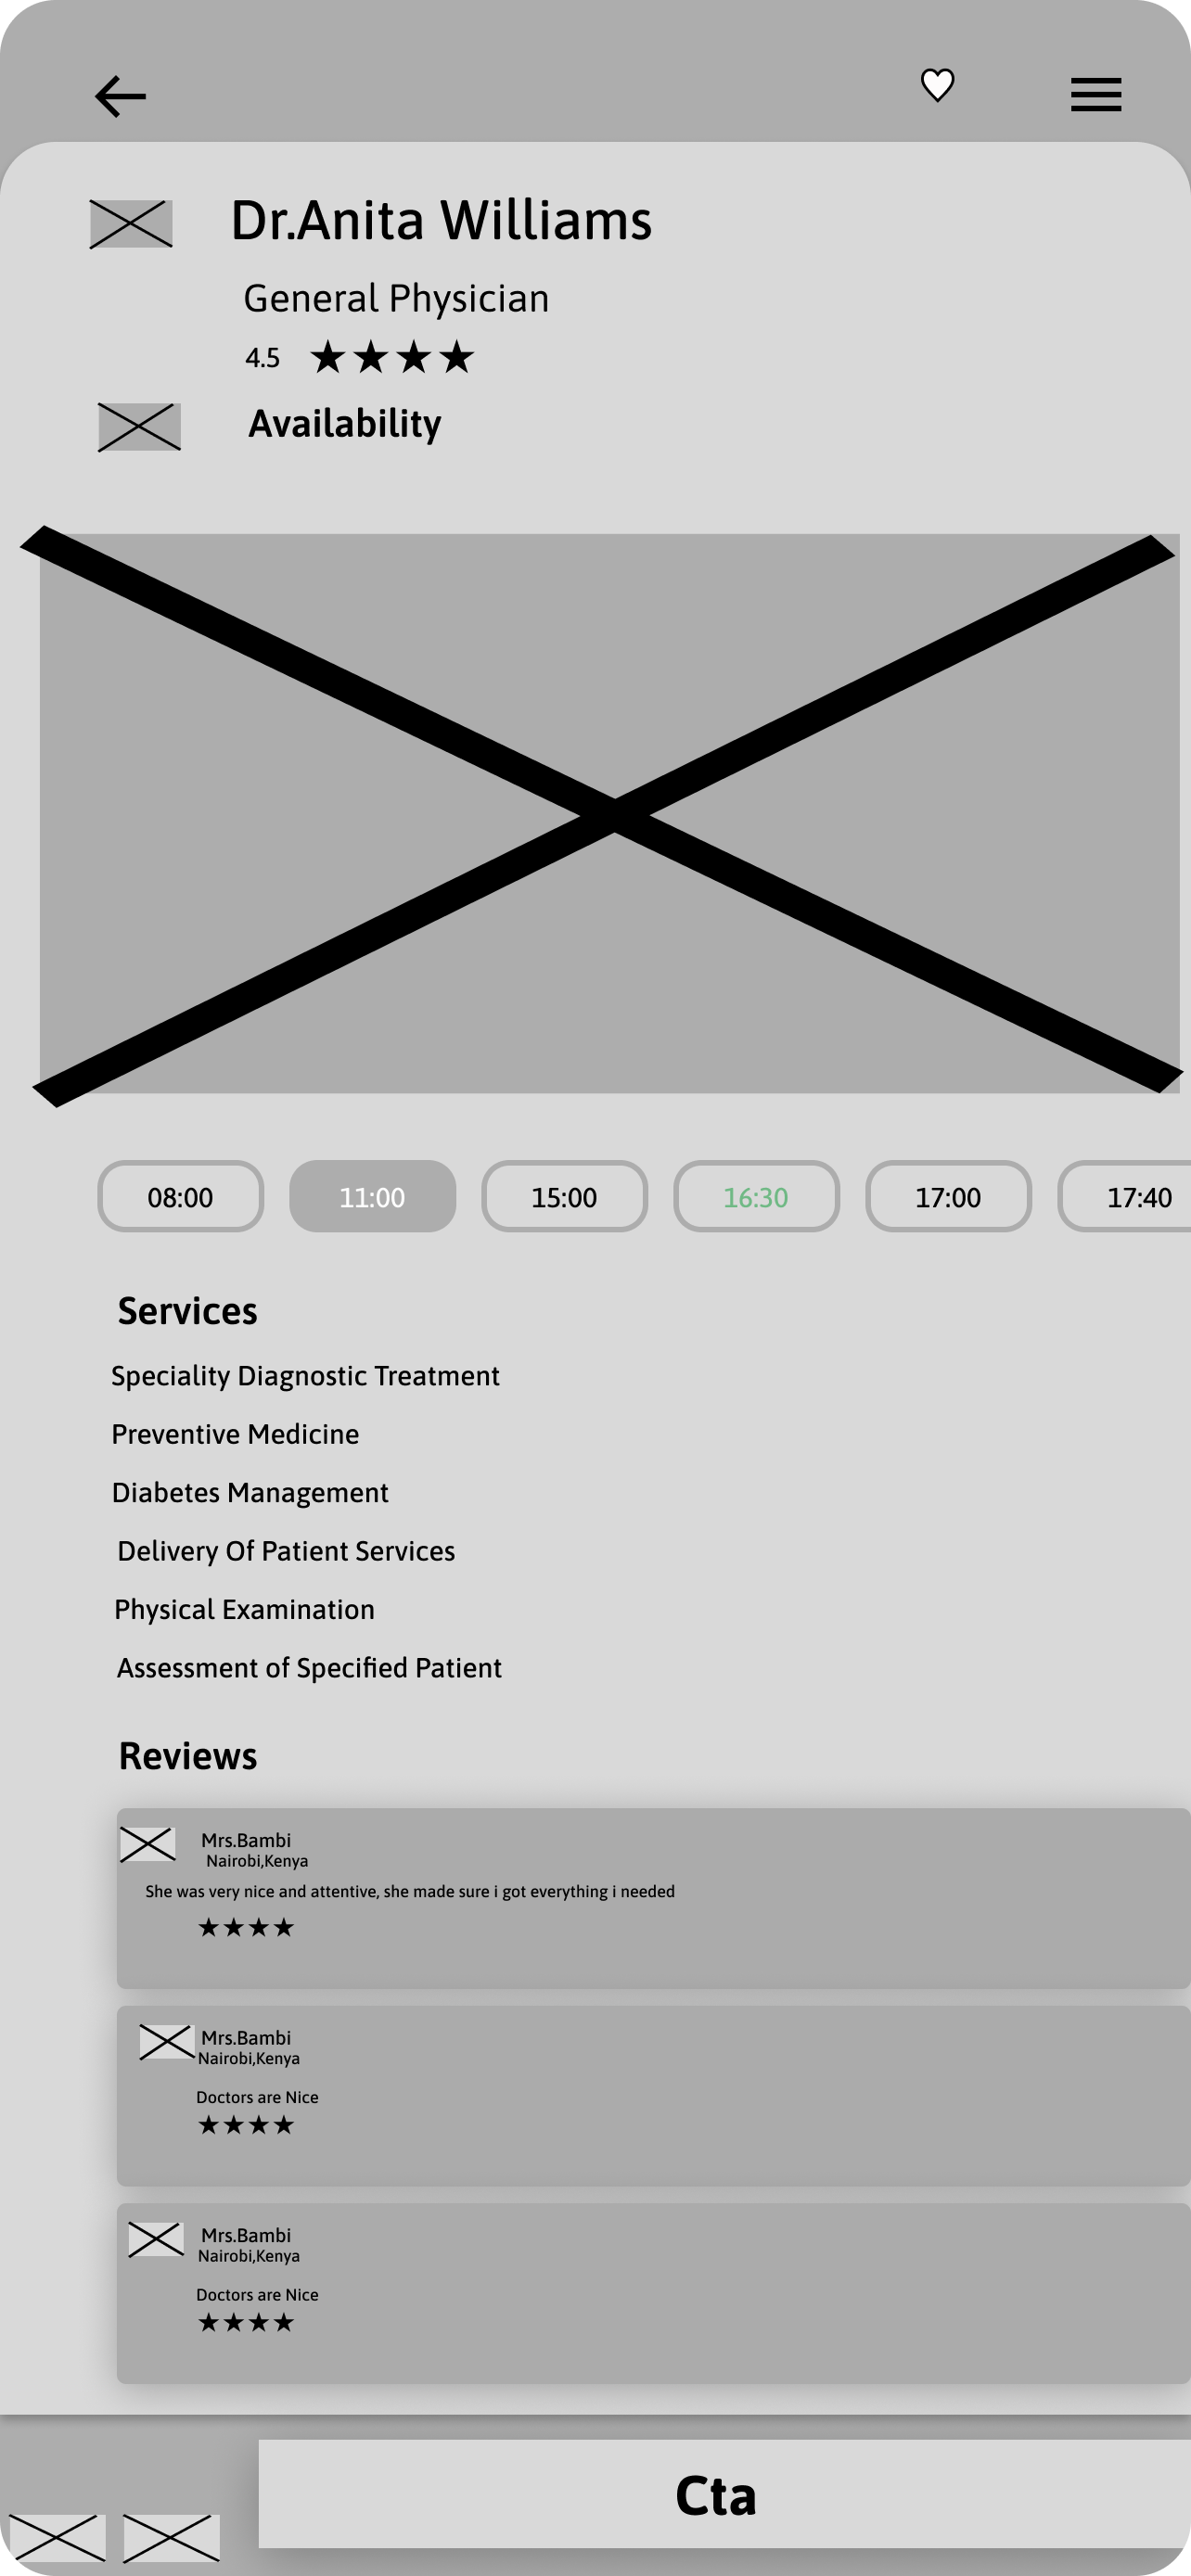 Dr.Anita Williams
General Physician
4.5
Availability
08:00 11:00 15:00 16:30 17:00 17:40
Services
Speciality Diagnostic Treatment
Preventive Medicine
Diabetes Management
Delivery Of Patient Services
Physical Examination
Assessment of Specified Patient
Reviews
Mrs.Bambi
Nairobi,Kenya
She was very nice and attentive, she made sure i got everything i needed
Mrs.Bambi
Nairobi,Kenya
Doctors are Nice
Mrs.Bambi
Nairobi,Kenya
Doctors are Nice
Cta